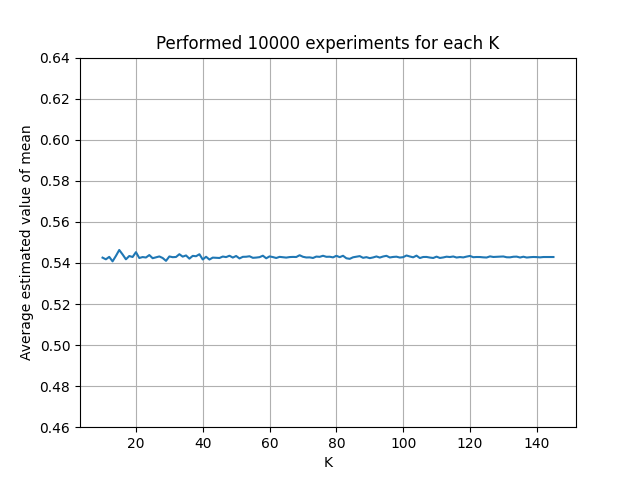 Performed 10000 experiments for each K
0.64
0.62
0.60
0.58
0.56
0.54
0.52
0.50
0.48
0.46
Average estimated value of mean
20 40 60 80 100 120 140
K